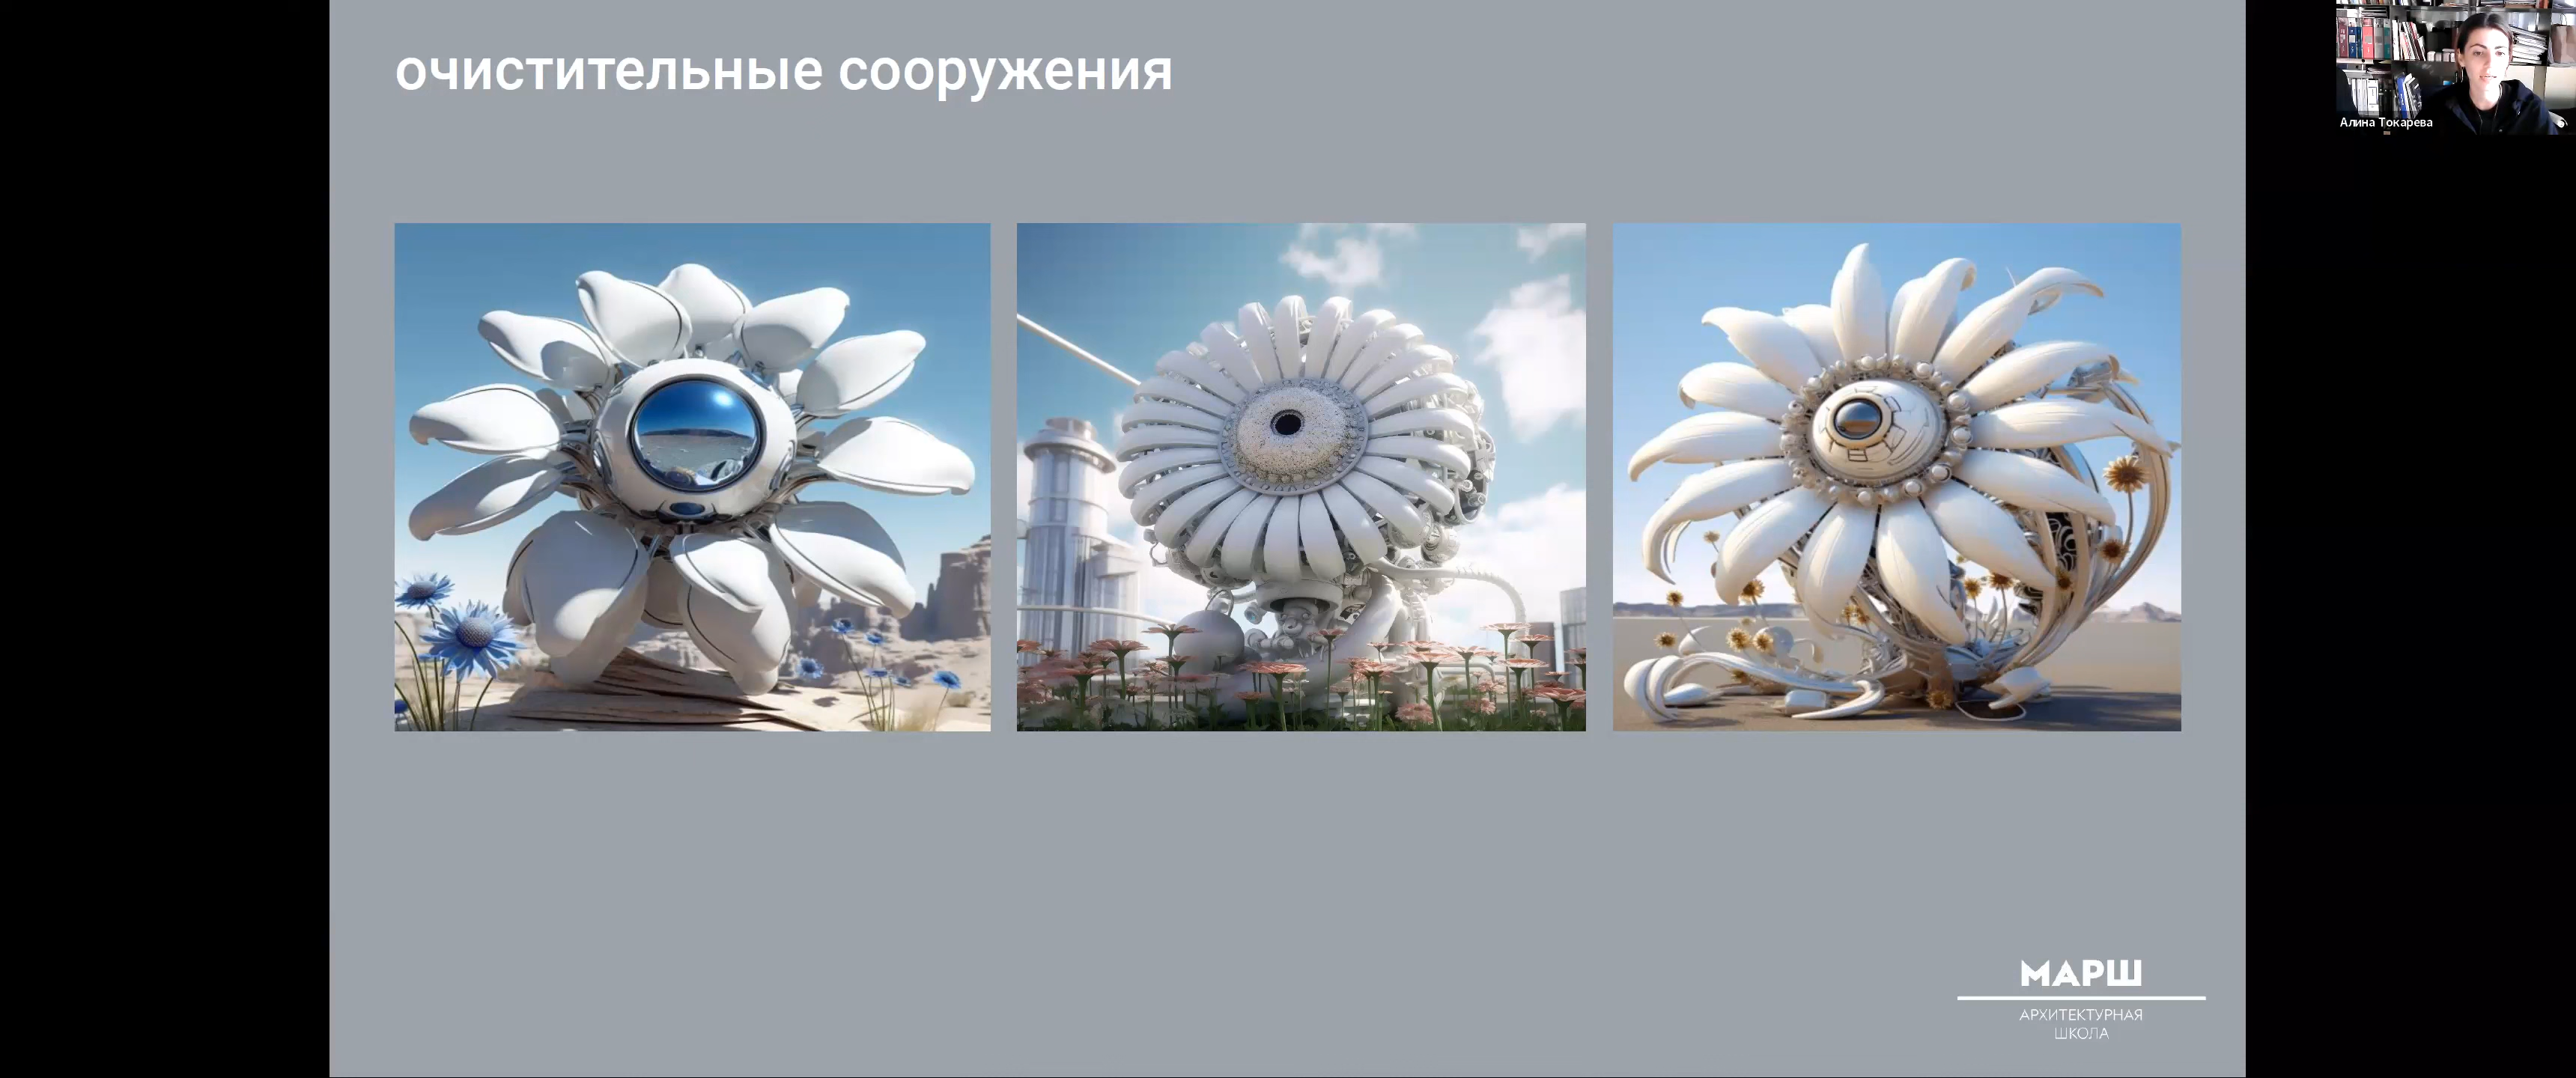 очистительные сооружения
Алина Токарева
МАРШ
АРХИТЕКТУРНАЯ
ШКОЛА